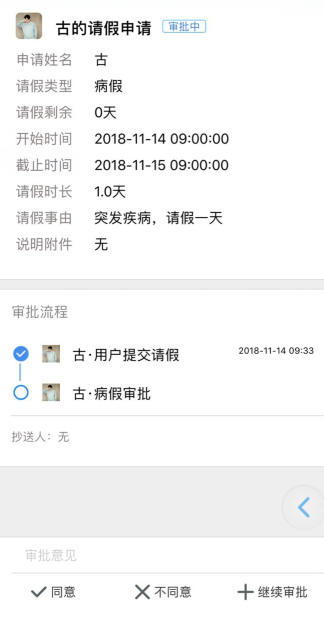 古的请假申请 审批中
申请姓名 古
请假类型 病假
请假剩余 0天
开始时间 2018-11-14 09:00:00
截止时间 2018-11-15 09:00:00
请假时长 1.0天
请假事由 突发疾病，请假一天
说明附件 无
审批流程
古·用户提交请假 2018-11-14 09:33
古·病假审批
抄送人：无
审批意见
同意 不同意 继续审批